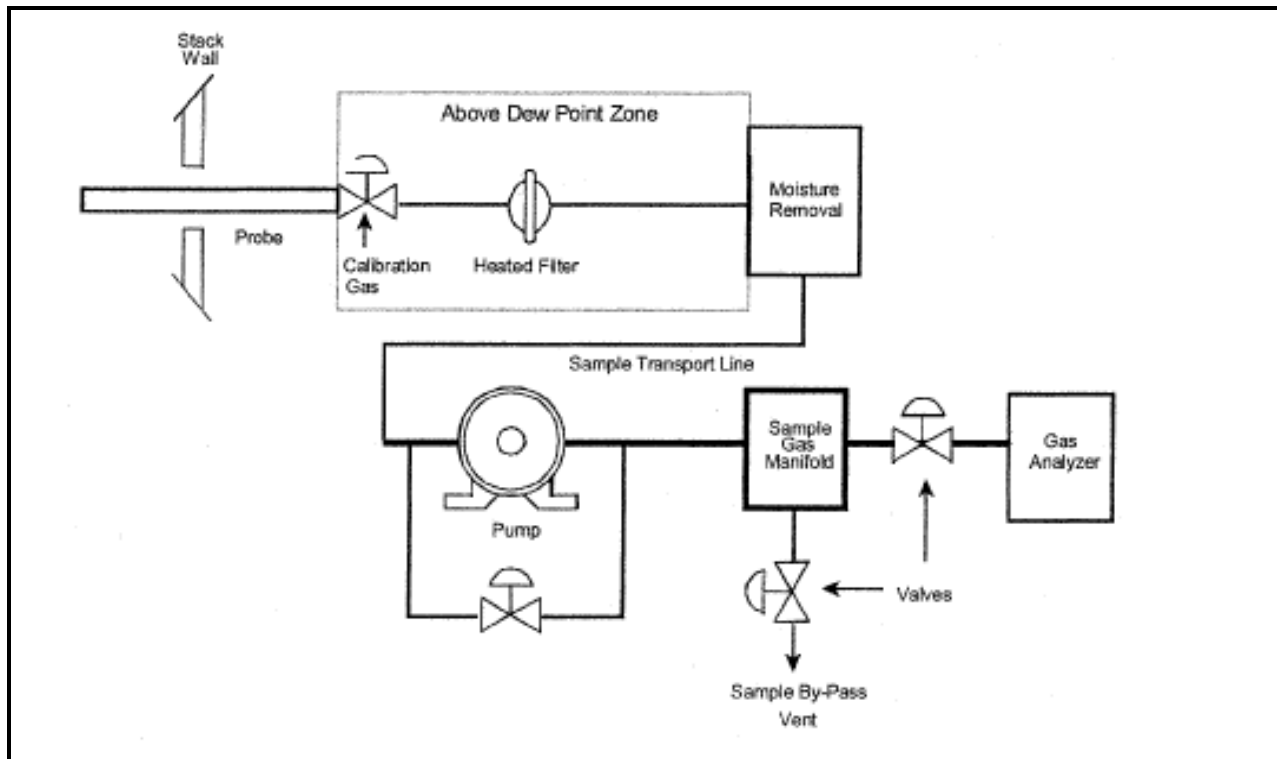 Stack
Wall
Above Dew Point Zone
Moisture
Removal
Probe
Calibration
Gas
Heated Filter
Sample Transport Line
Sample
Gas
Manifold
Gas
Analyzer
Pump
Valves
Sample By-Pass
Vent